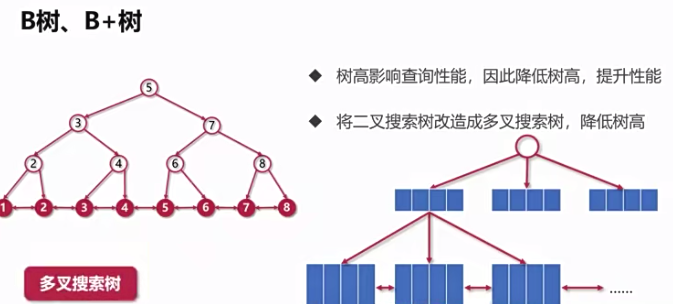 B树、B+树
◆ 树高影响查询性能，因此降低树高，提升性能
◆ 将二叉搜索树改造成多叉搜索树，降低树高
5
3 7
2 4 6 8
1 2 3 4 5 6 7 8
多叉搜索树
......